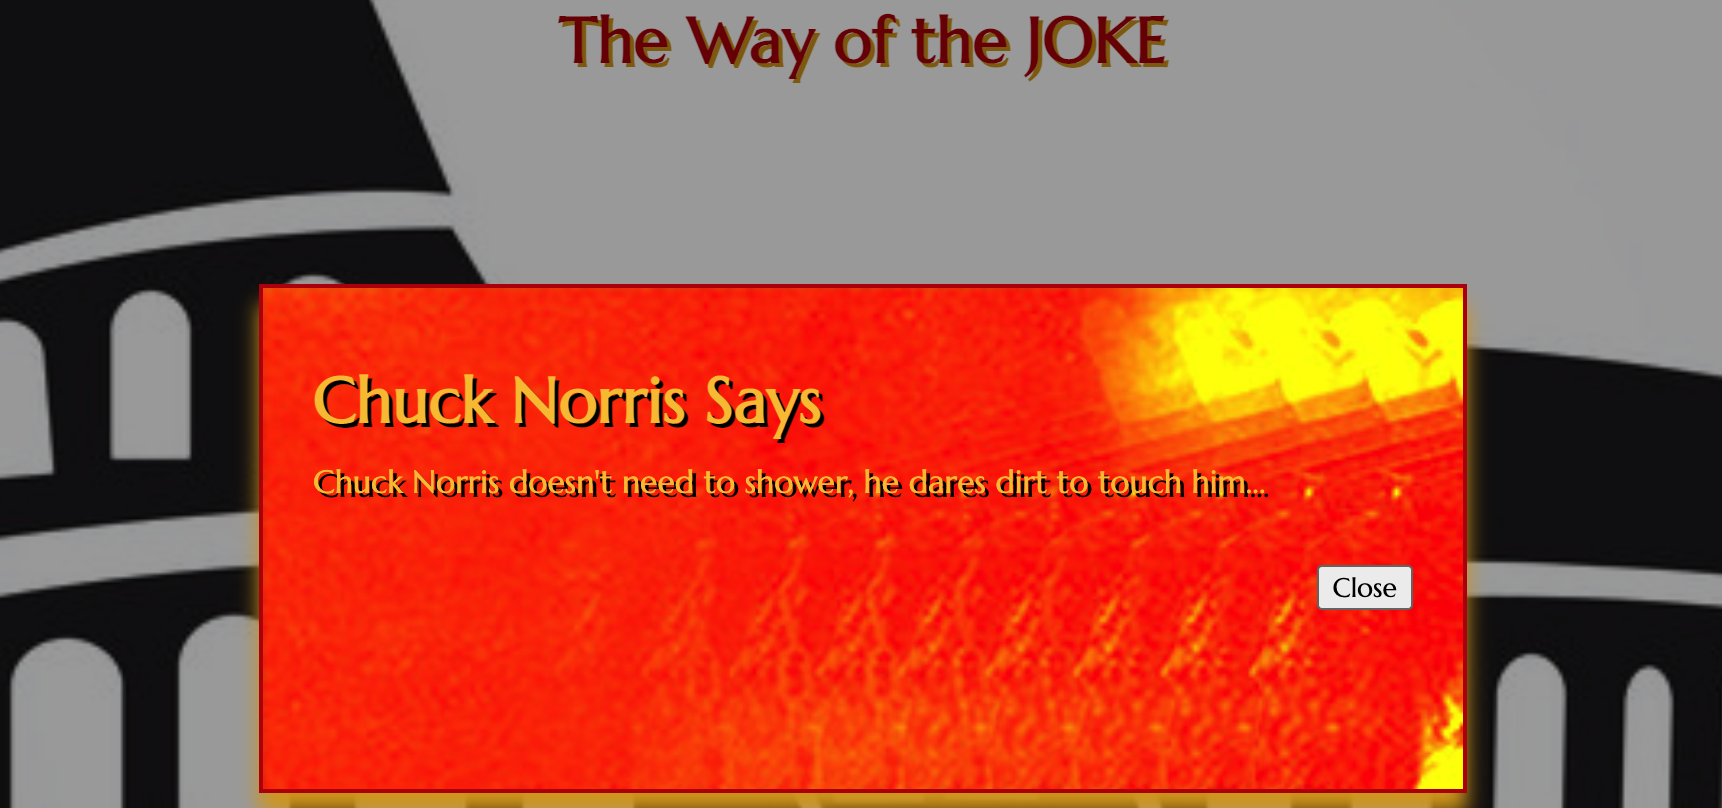 The Way of the JOKE
Chuck Norris Says
Chuck Norris doesn't need to shower, he dares dirt to touch him...
Close